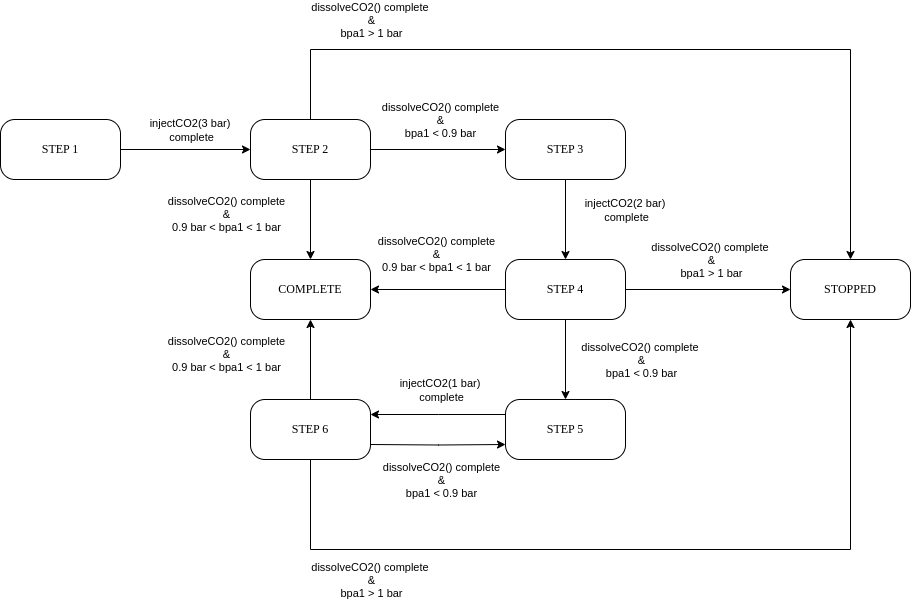 dissolveCO2() complete
&
bpa1 > 1 bar
dissolveCO2() complete
&
bpa1 < 0.9 bar
injectCO2(3 bar)
complete
STEP 1
STEP 2
STEP 3
dissolveCO2() complete
&
0.9 bar < bpa1 < 1 bar
injectCO2(2 bar)
complete
dissolveCO2() complete
&
0.9 bar < bpa1 < 1 bar
dissolveCO2() complete
&
bpa1 > 1 bar
COMPLETE
STEP 4
STOPPED
dissolveCO2() complete
&
0.9 bar < bpa1 < 1 bar
dissolveCO2() complete
&
bpa1 < 0.9 bar
injectCO2(1 bar)
complete
STEP 6
STEP 5
dissolveCO2() complete
&
bpa1 < 0.9 bar
dissolveCO2() complete
&
bpa1 > 1 bar